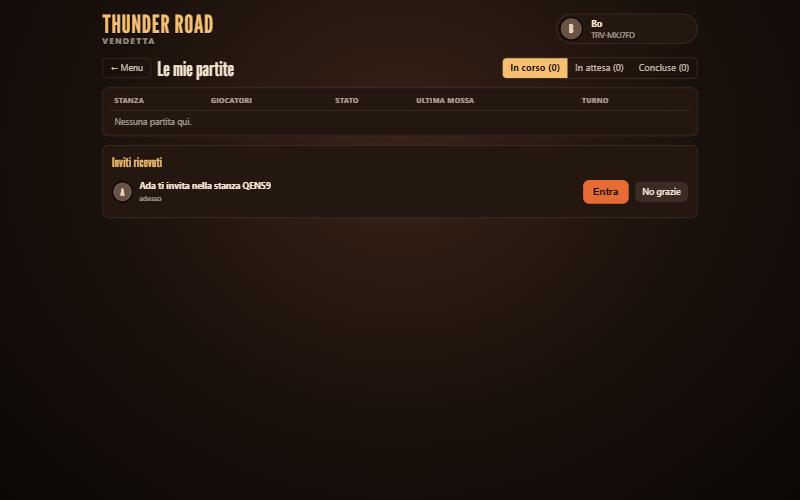 THUNDER ROAD
VENDETTA
B
Bo
TRV-MXJ7FD
← Menu
Le mie partite
In corso (0)
In attesa (0)
Concluse (0)
STANZA
GIOCATORI
STATO
ULTIMA MOSSA
TURNO
Nessuna partita qui.
Inviti ricevuti
A
Ada ti invita nella stanza QENS9
adesso
Entra
No grazie